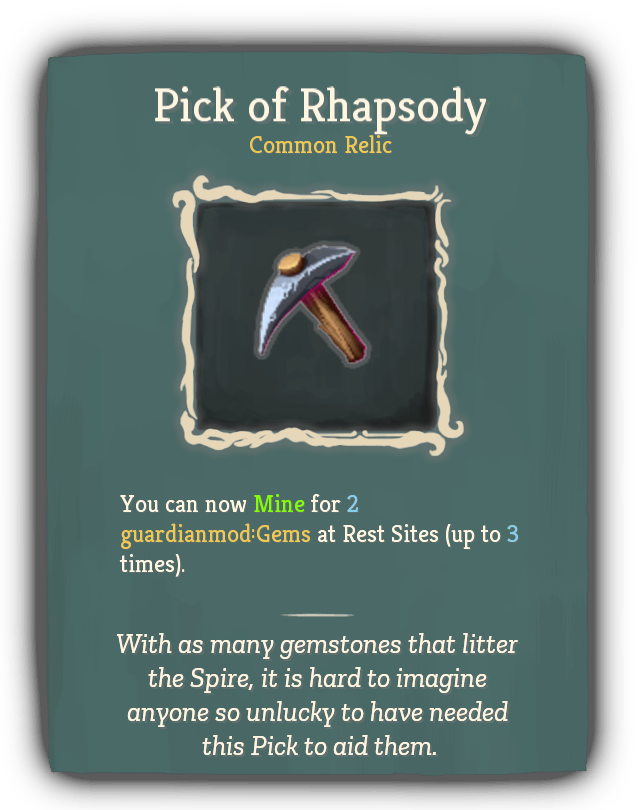 Pick of Rhapsody
Common Relic
You can now Mine for 2
guardianmod:Gems at Rest Sites (up to 3
times).
With as many gemstones that litter
the Spire, it is hard to imagine
anyone so unlucky to have needed
this Pick to aid them.